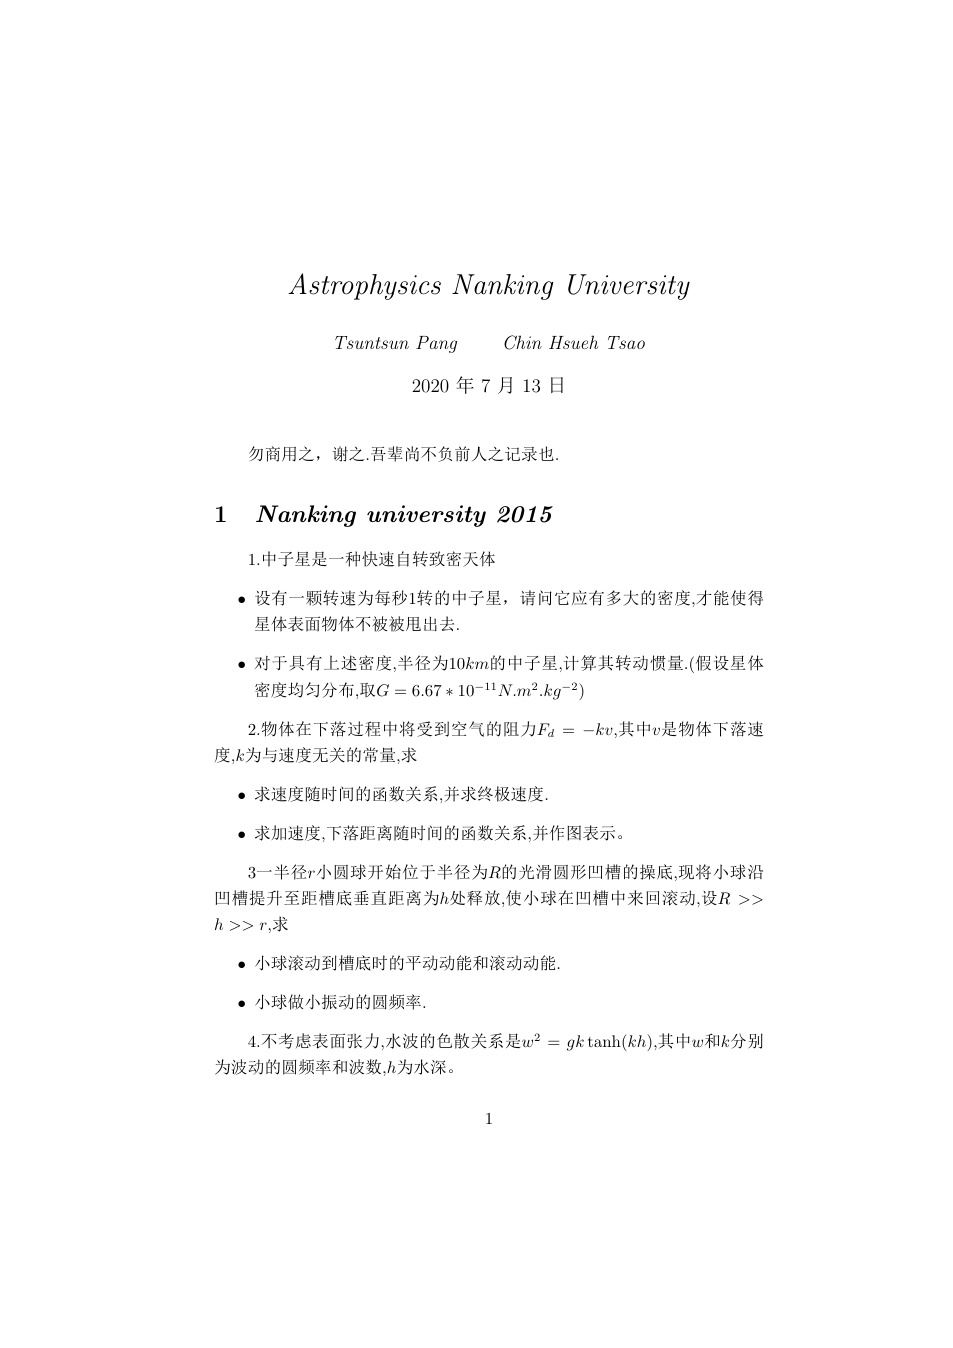 Astrophysics Nanking University
Tsuntsun Pang Chin Hsueh Tsao
2020 年 7 月 13 日
勿商用之，谢之.吾辈尚不负前人之记录也.
1 Nanking university 2015
1.中子星是一种快速自转致密天体
• 设有一颗转速为每秒1转的中子星，请问它应有多大的密度,才能使得
星体表面物体不被被甩出去.
• 对于具有上述密度,半径为10km的中子星,计算其转动惯量.(假设星体
密度均匀分布,取G = 6.67 ∗ 10⁻¹¹N.m².kg⁻²)
2.物体在下落过程中将受到空气的阻力F_d = −kv,其中v是物体下落速
度,k为与速度无关的常量,求
• 求速度随时间的函数关系,并求终极速度.
• 求加速度,下落距离随时间的函数关系,并作图表示。
3一半径r小圆球开始位于半径为R的光滑圆形凹槽的操底,现将小球沿
凹槽提升至距槽底垂直距离为h处释放,使小球在凹槽中来回滚动,设R >>
h >> r,求
• 小球滚动到槽底时的平动动能和滚动动能.
• 小球做小振动的圆频率.
4.不考虑表面张力,水波的色散关系是w² = gk tanh(kh),其中w和k分别
为波动的圆频率和波数,h为水深。
1